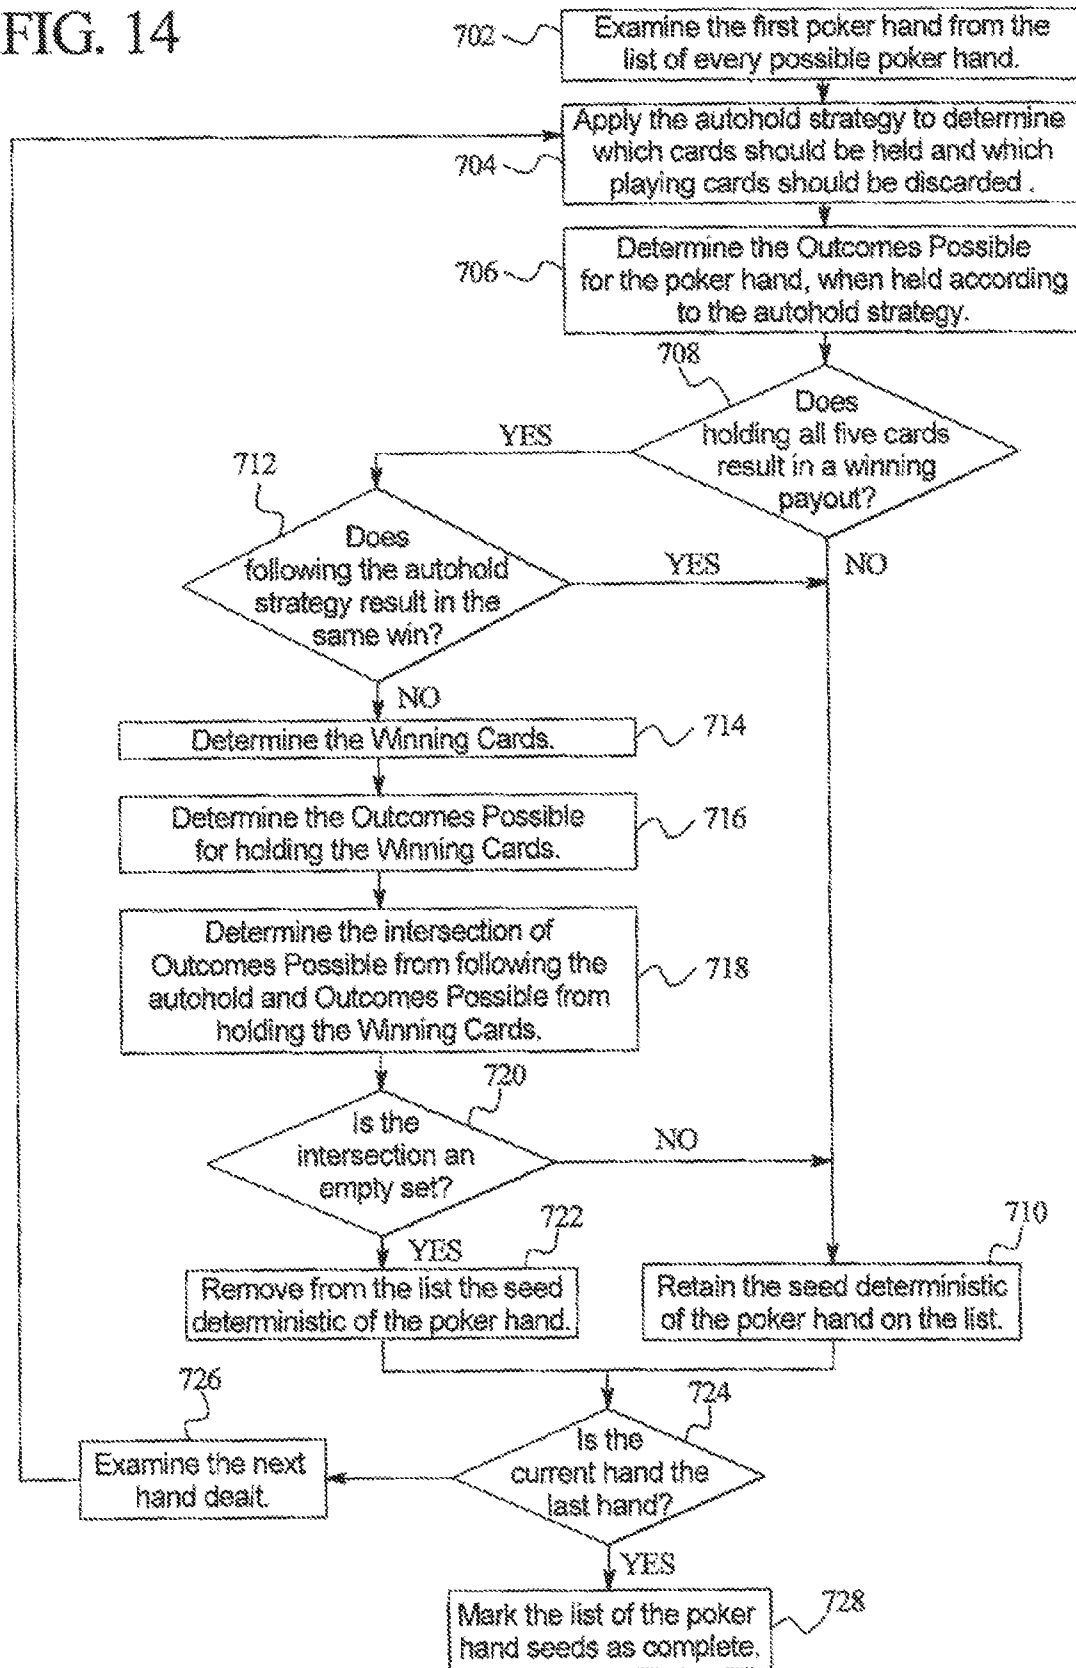 FIG. 14
702
Examine the first poker hand from the
list of every possible poker hand.
704
Apply the autohold strategy to determine
which cards should be held and which
playing cards should be discarded .
706
Determine the Outcomes Possible
for the poker hand, when held according
to the autohold strategy.
708
Does
holding all five cards
result in a winning
payout?
YES
NO
712
Does
following the autohold
strategy result in the
same win?
YES
NO
Determine the Winning Cards.
714
Determine the Outcomes Possible
for holding the Winning Cards.
716
Determine the intersection of
Outcomes Possible from following the
autohold and Outcomes Possible from
holding the Winning Cards.
718
720
Is the
intersection an
empty set?
NO
YES
722
Remove from the list the seed
deterministic of the poker hand.
710
Retain the seed deterministic
of the poker hand on the list.
726
Examine the next
hand dealt.
724
Is the
current hand the
last hand?
YES
Mark the list of the poker
hand seeds as complete.
728